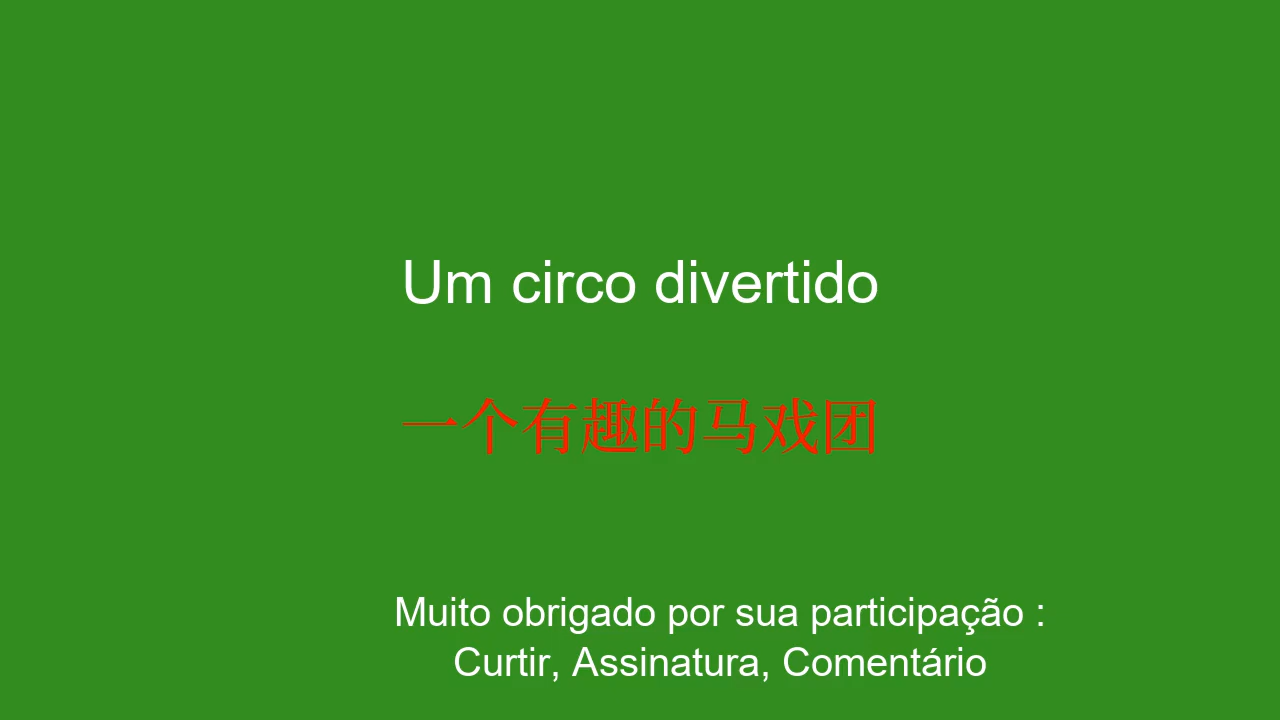 Um circo divertido
一个有趣的马戏团
Muito obrigado por sua participação :
Curtir, Assinatura, Comentário